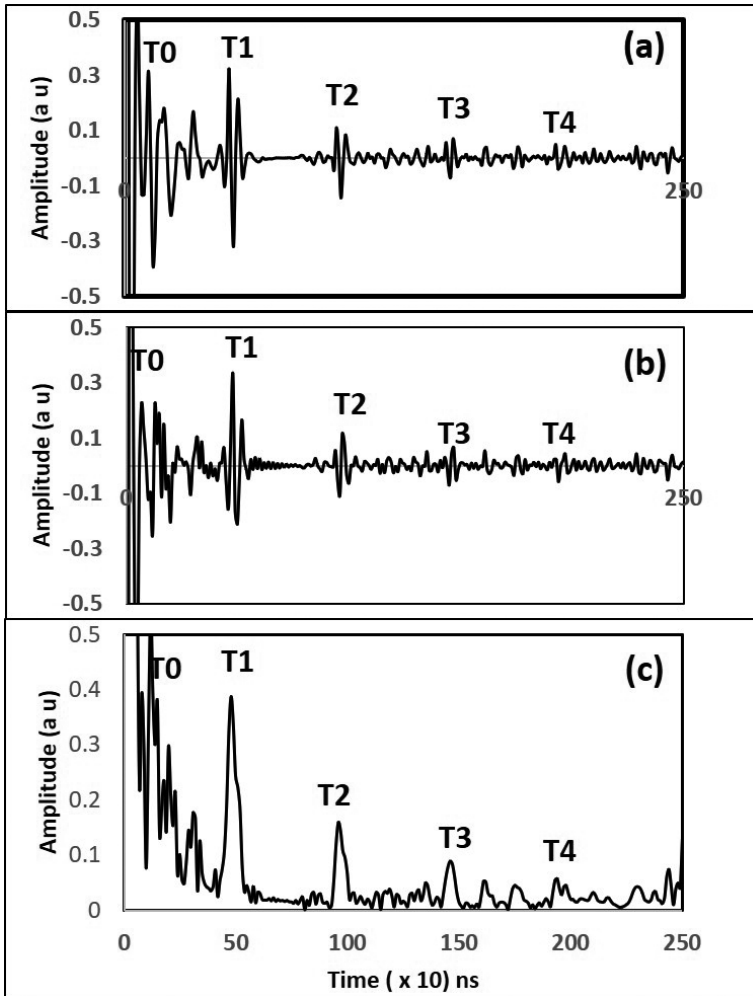 0.5
0.3
0.1
-0.1
-0.3
-0.5
Amplitude (a u)
T0
T1
T2
T3
T4
(a)
0
250
0.5
0.3
0.1
-0.1
-0.3
-0.5
Amplitude (a u)
T0
T1
T2
T3
T4
(b)
0
250
0.5
0.4
0.3
0.2
0.1
0
Amplitude (a u)
T0
T1
T2
T3
T4
(c)
0
50
100
150
200
250
Time ( x 10) ns